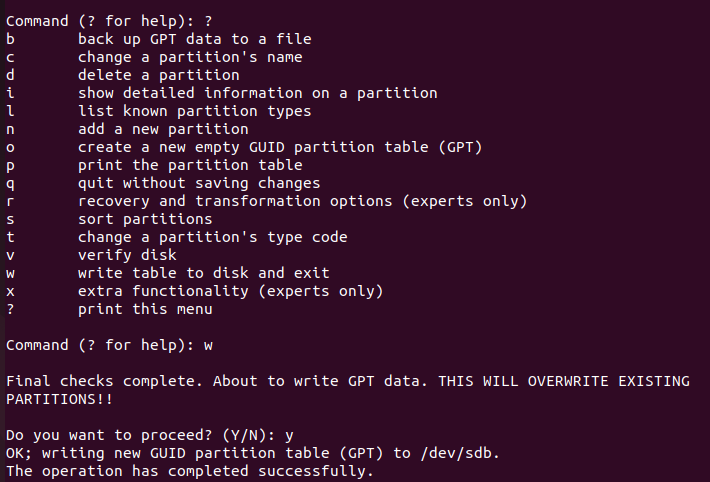 Command (? for help): ?
b       back up GPT data to a file
c       change a partition's name
d       delete a partition
i       show detailed information on a partition
l       list known partition types
n       add a new partition
o       create a new empty GUID partition table (GPT)
p       print the partition table
q       quit without saving changes
r       recovery and transformation options (experts only)
s       sort partitions
t       change a partition's type code
v       verify disk
w       write table to disk and exit
x       extra functionality (experts only)
?       print this menu
Command (? for help): w
Final checks complete. About to write GPT data. THIS WILL OVERWRITE EXISTING
PARTITIONS!!
Do you want to proceed? (Y/N): y
OK; writing new GUID partition table (GPT) to /dev/sdb.
The operation has completed successfully.